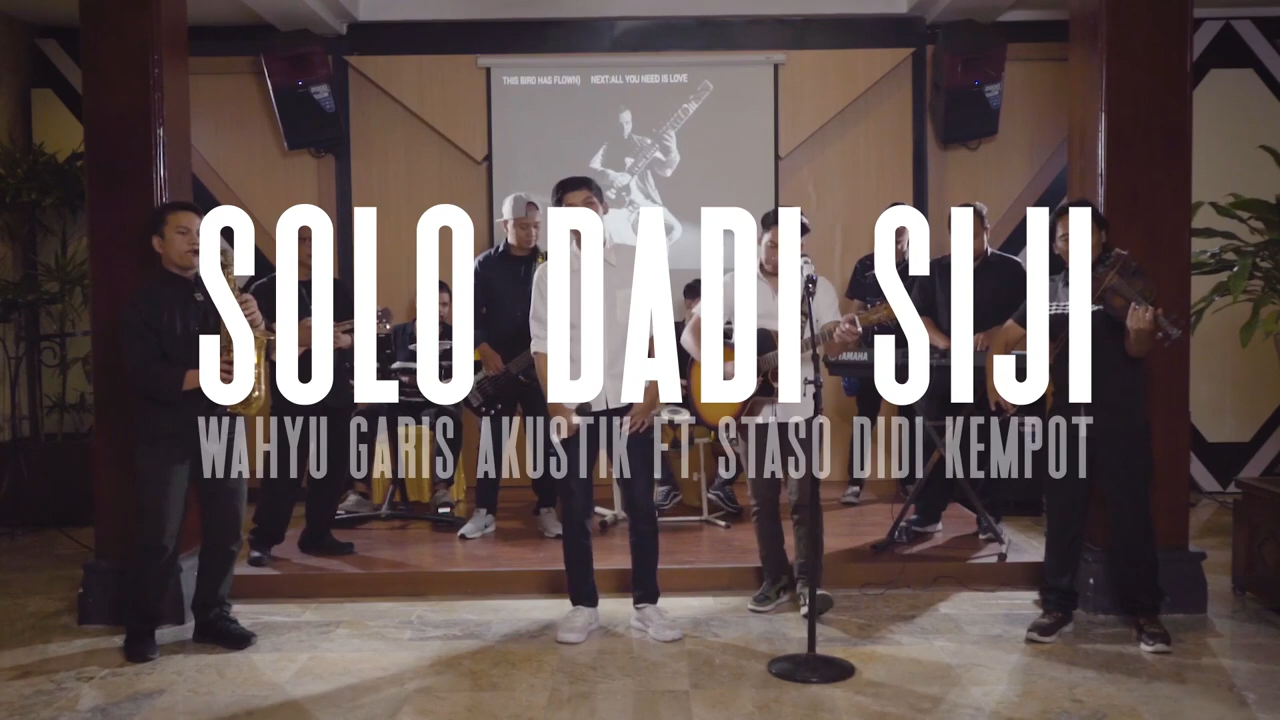 THIS BIRD HAS FLOWN) NEXT:ALL YOU NEED IS LOVE
SOLO DADI SIJI
YAMAHA
WAHYU GARIS AKUSTIK FT. STASO DIDI KEMPOT